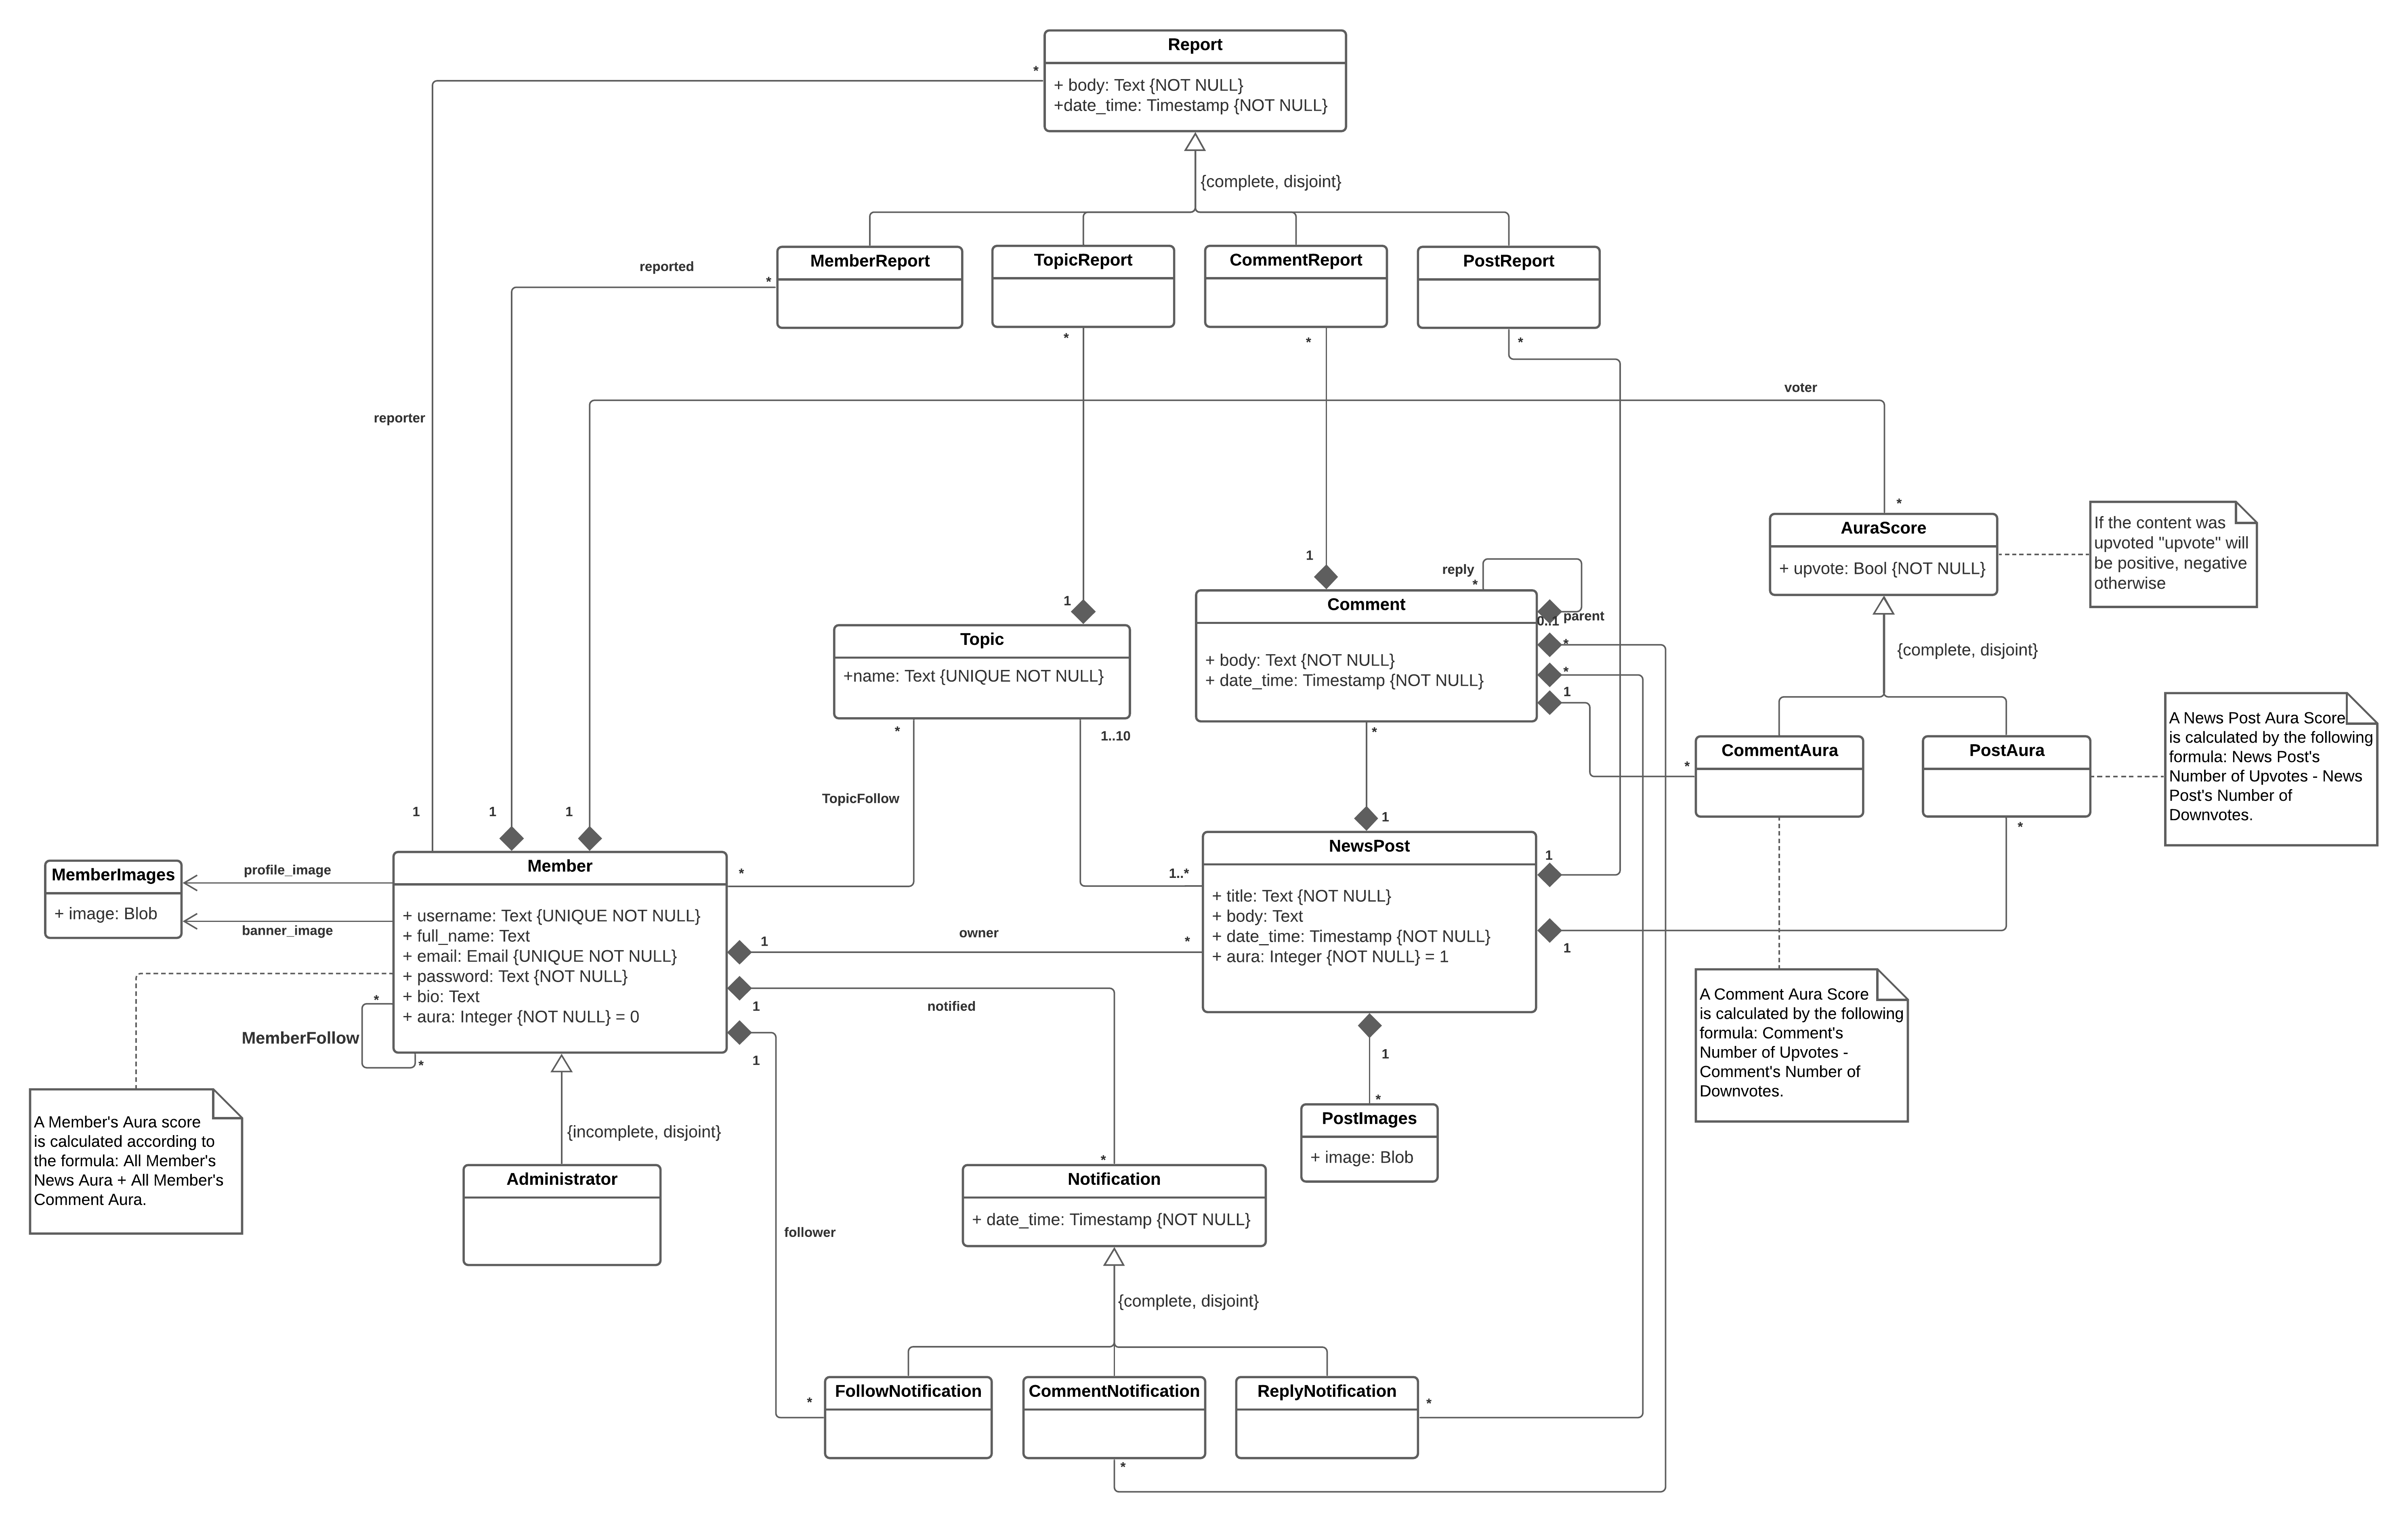 Report
+ body: Text {NOT NULL}
+date_time: Timestamp {NOT NULL}
*
{complete, disjoint}
MemberReport
TopicReport
CommentReport
PostReport
reported
*
*
*
*
reporter
voter
*
AuraScore
+ upvote: Bool {NOT NULL}
If the content was
upvoted "upvote" will
be positive, negative
otherwise
{complete, disjoint}
1
reply
*
Comment
+ body: Text {NOT NULL}
+ date_time: Timestamp {NOT NULL}
0..1
parent
*
*
1
*
1
Topic
+name: Text {UNIQUE NOT NULL}
*
1..10
TopicFollow
CommentAura
*
PostAura
*
A News Post Aura Score
is calculated by the following
formula: News Post's
Number of Upvotes - News
Post's Number of
Downvotes.
1
1
1
1
MemberImages
+ image: Blob
profile_image
banner_image
Member
+ username: Text {UNIQUE NOT NULL}
+ full_name: Text
+ email: Email {UNIQUE NOT NULL}
+ password: Text {NOT NULL}
+ bio: Text
+ aura: Integer {NOT NULL} = 0
*
1..*
1
owner
*
NewsPost
+ title: Text {NOT NULL}
+ body: Text
+ date_time: Timestamp {NOT NULL}
+ aura: Integer {NOT NULL} = 1
1
1
*
MemberFollow
*
1
notified
1
1
*
PostImages
+ image: Blob
A Comment Aura Score
is calculated by the following
formula: Comment's
Number of Upvotes -
Comment's Number of
Downvotes.
A Member's Aura score
is calculated according to
the formula: All Member's
News Aura + All Member's
Comment Aura.
{incomplete, disjoint}
Administrator
follower
*
Notification
+ date_time: Timestamp {NOT NULL}
{complete, disjoint}
*
FollowNotification
CommentNotification
ReplyNotification
*
*